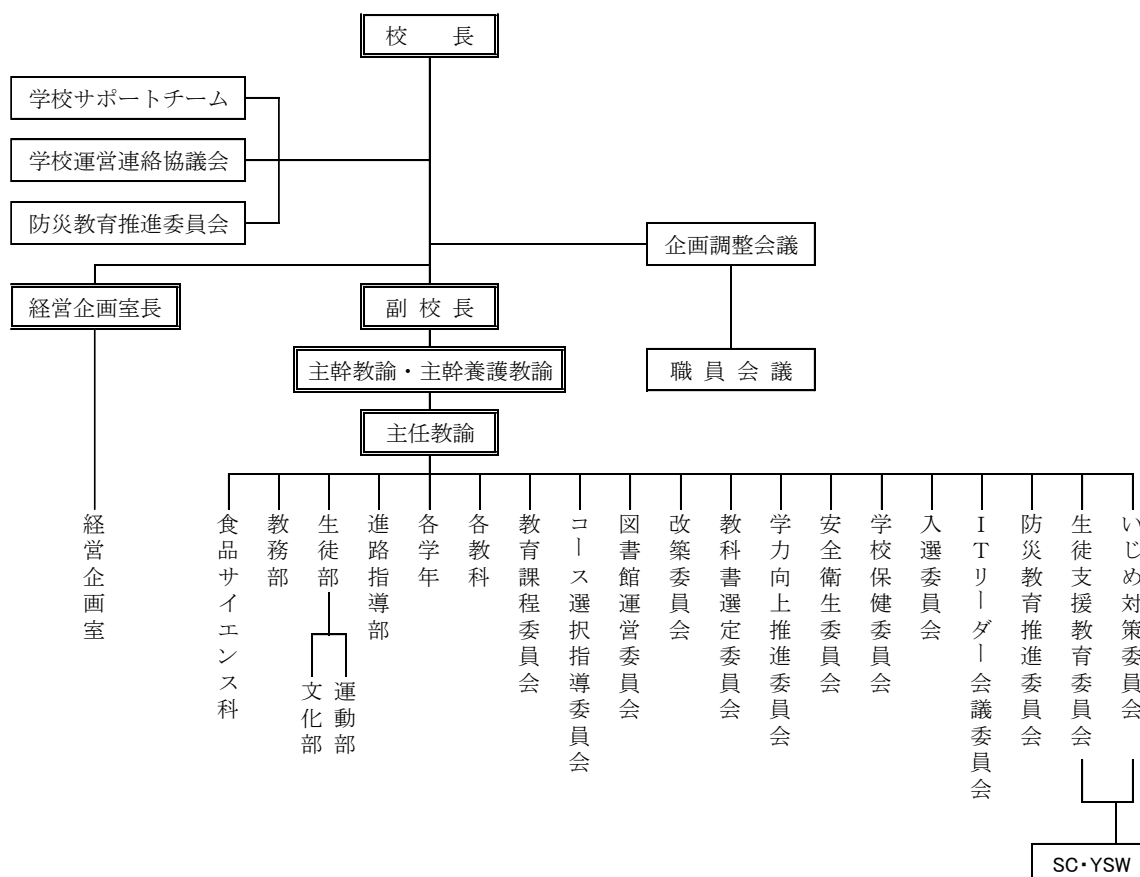 校長
学校サポートチーム
学校運営連絡協議会
防災教育推進委員会
企画調整会議
経営企画室長
副校長
主幹教諭・主幹養護教諭
職員会議
主任教諭
経営企画室
食品サイエンス科
教務部
生徒部
進路指導部
各学年
各教科
教育課程委員会
コース選択指導委員会
図書館運営委員会
改築委員会
教科書選定委員会
学力向上推進委員会
安全衛生委員会
学校保健委員会
入選委員会
ITリーダー会議委員会
防災教育推進委員会
生徒支援教育委員会
いじめ対策委員会
文化部
運動部
SC・YSW